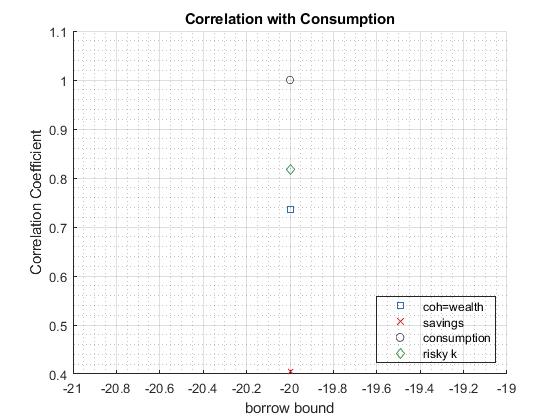 Correlation with Consumption
1.1
1
0.9
0.8
0.7
0.6
0.5
0.4
Correlation Coefficient
coh=wealth
savings
consumption
risky k
-21 -20.8 -20.6 -20.4 -20.2 -20 -19.8 -19.6 -19.4 -19.2 -19
borrow bound